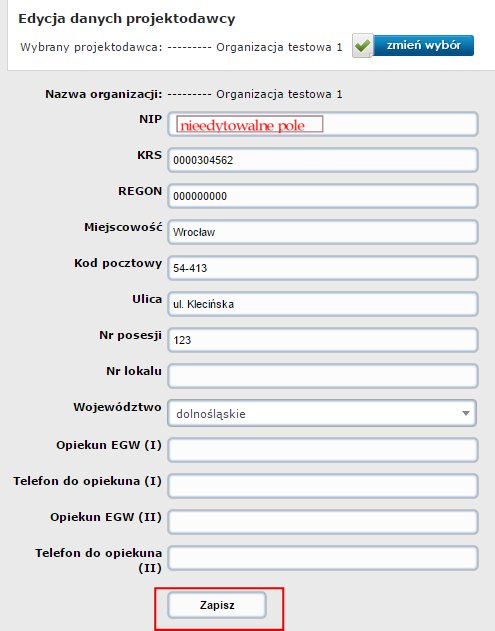 Edycja danych projektodawcy
Wybrany projektodawca: --------- Organizacja testowa 1 zmień wybór
Nazwa organizacji: --------- Organizacja testowa 1
NIP nieedytowalne pole
KRS 0000304562
REGON 000000000
Miejscowość Wrocław
Kod pocztowy 54-413
Ulica ul. Klecińska
Nr posesji 123
Nr lokalu
Województwo dolnośląskie
Opiekun EGW (I)
Telefon do opiekuna (I)
Opiekun EGW (II)
Telefon do opiekuna
(II)
Zapisz